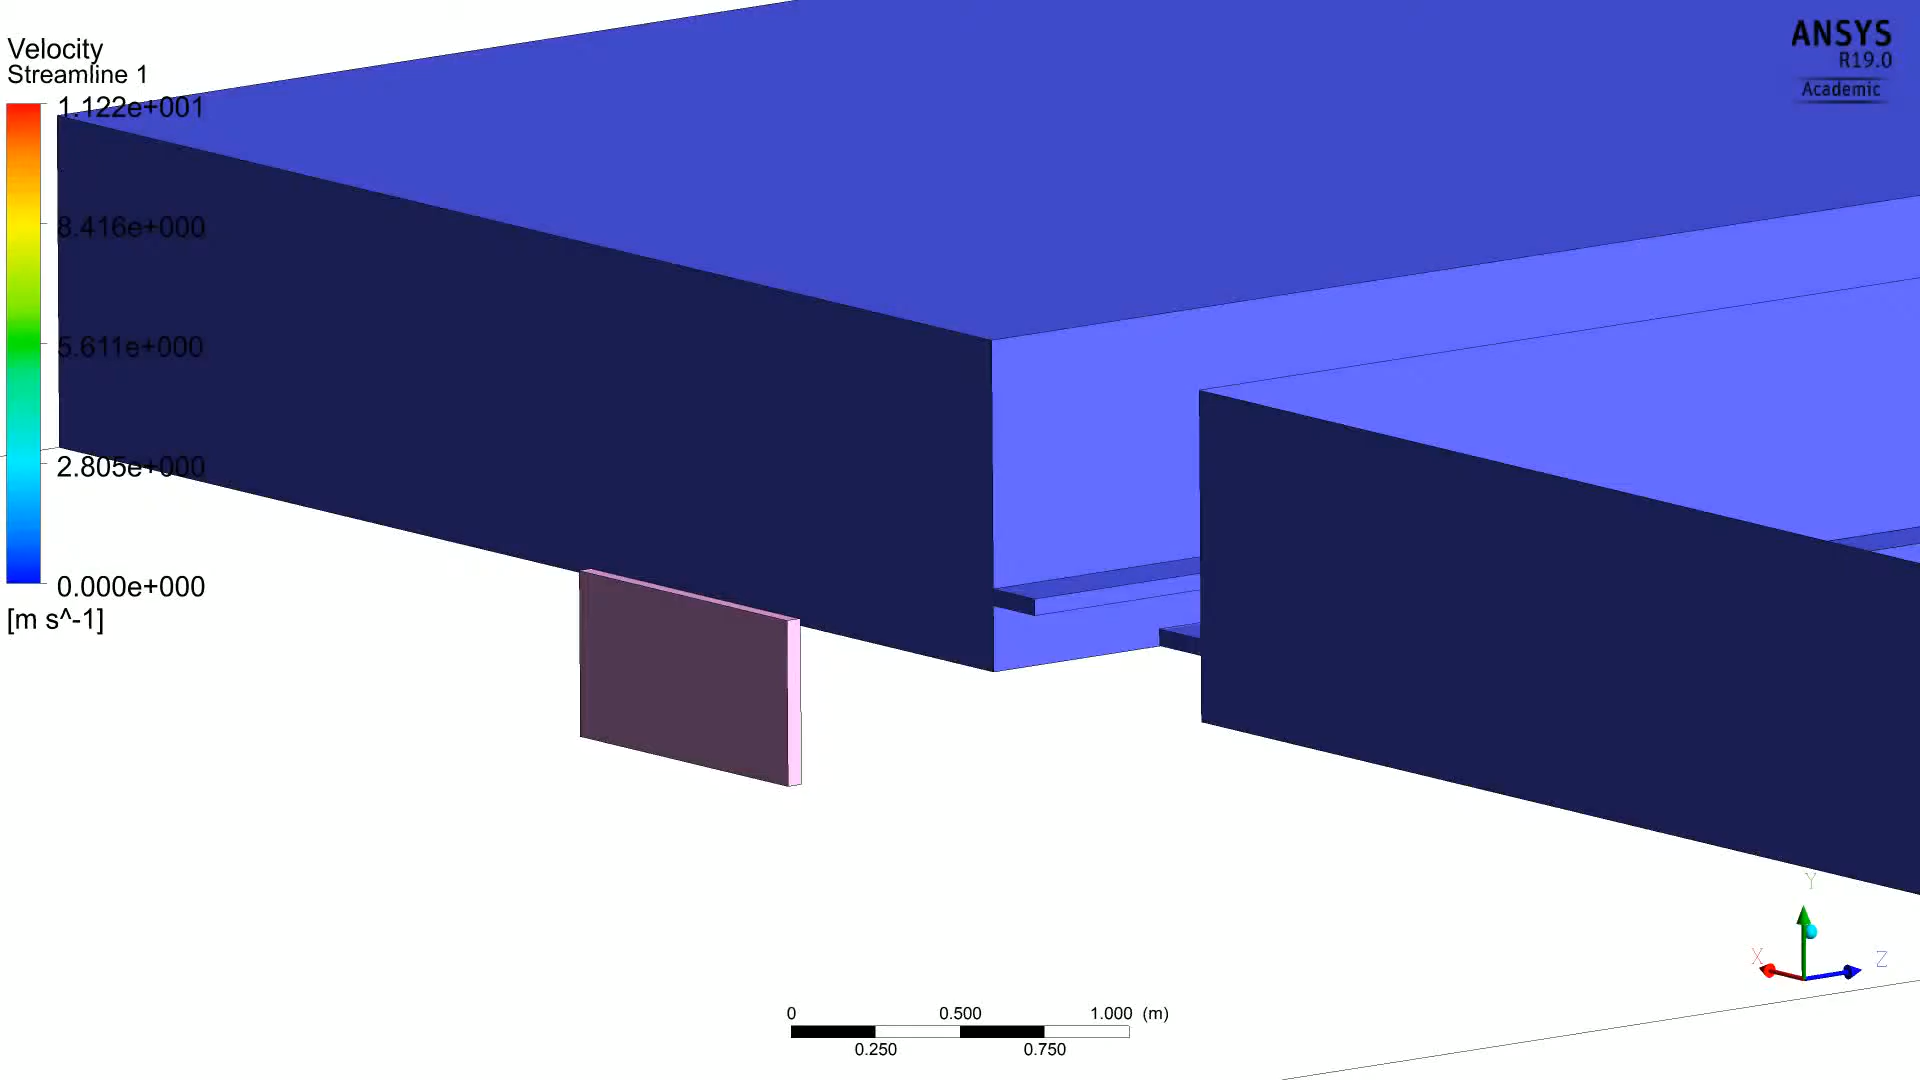 Velocity
Streamline 1
1.122e+001
8.416e+000
5.611e+000
2.805e+000
0.000e+000
[m s^-1]
ANSYS
R19.0
Academic
Y
X
Z
0 0.500 1.000 (m)
0.250 0.750